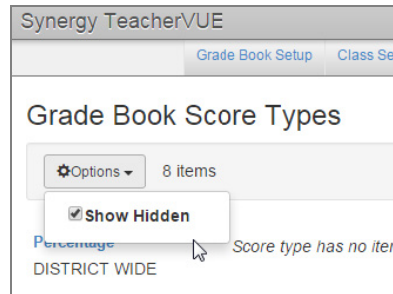 Synergy TeacherVUE
Grade Book Setup Class Se
Grade Book Score Types
Options 8 items
Show Hidden
Percentage Score type has no iter
DISTRICT WIDE